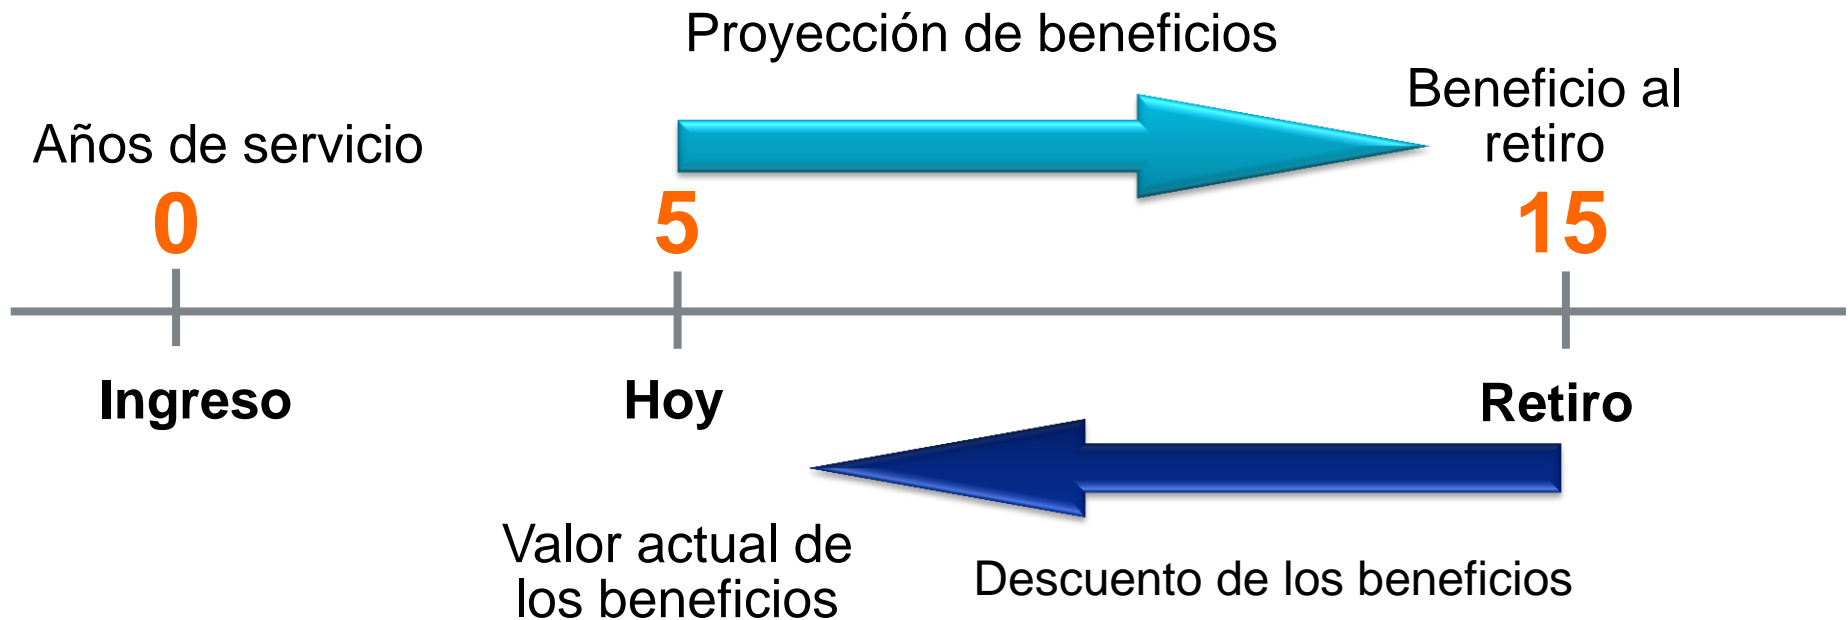 Proyección de beneficios
Beneficio al
retiro
Años de servicio
0
5
15
Ingreso
Hoy
Retiro
Valor actual de
los beneficios
Descuento de los beneficios